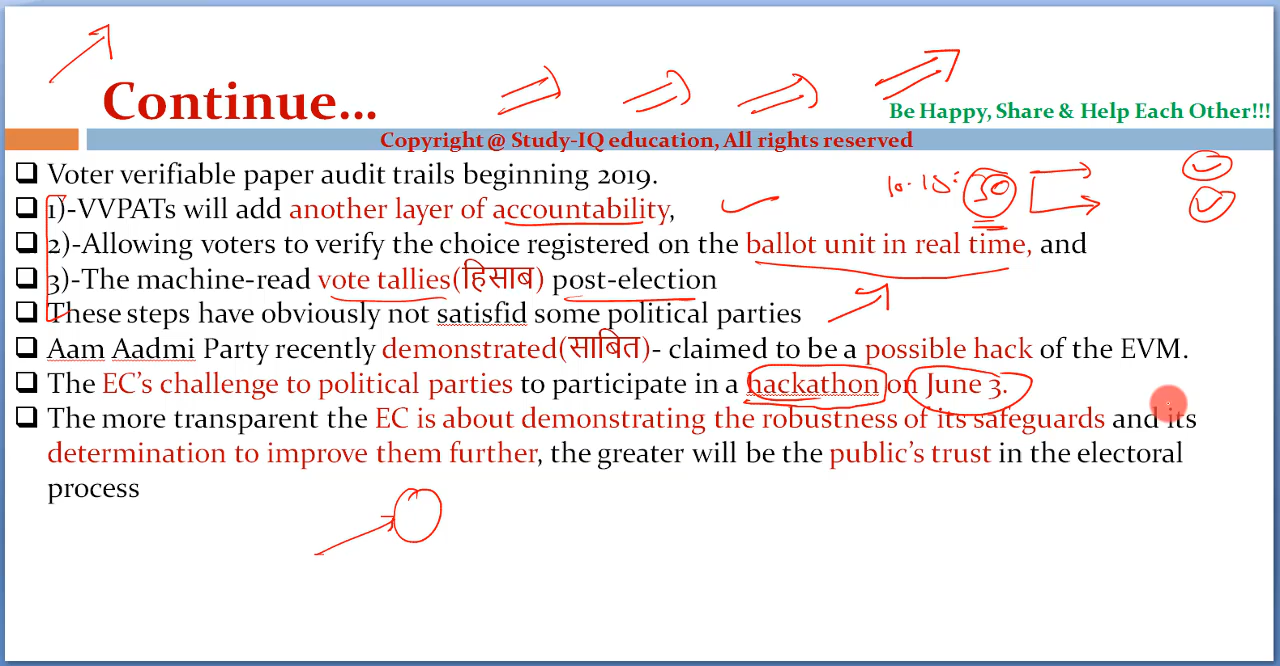 Continue...
Be Happy, Share & Help Each Other!!!
Copyright @ Study-IQ education, All rights reserved
❑ Voter verifiable paper audit trails beginning 2019.
❑ 1)-VVPATs will add another layer of accountability,
❑ 2)-Allowing voters to verify the choice registered on the ballot unit in real time, and
❑ 3)-The machine-read vote tallies(हिसाब) post-election
❑ These steps have obviously not satisfid some political parties
❑ Aam Aadmi Party recently demonstrated(साबित)- claimed to be a possible hack of the EVM.
❑ The EC's challenge to political parties to participate in a hackathon on June 3.
❑ The more transparent the EC is about demonstrating the robustness of its safeguards and its
determination to improve them further, the greater will be the public's trust in the electoral
process